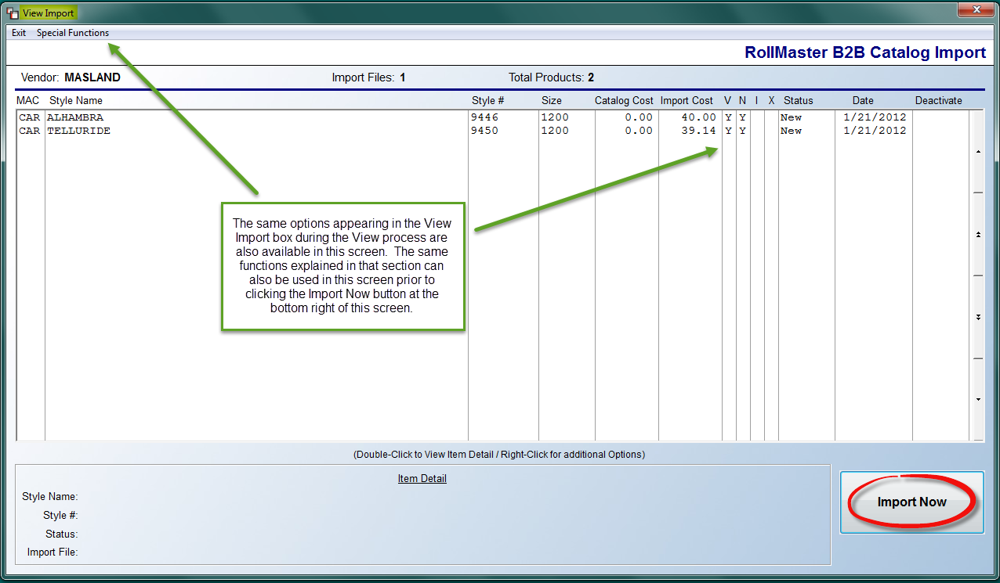 View Import
Exit Special Functions
RollMaster B2B Catalog Import
Vendor: MASLAND Import Files: 1 Total Products: 2
MAC Style Name Style # Size Catalog Cost Import Cost V N I X Status Date Deactivate
CAR ALHAMBRA 9446 1200 0.00 40.00 Y Y New 1/21/2012
CAR TELLURIDE 9450 1200 0.00 39.14 Y Y New 1/21/2012
The same options appearing in the View
Import box during the View process are
also available in this screen. The same
functions explained in that section can
also be used in this screen prior to
clicking the Import Now button at the
bottom right of this screen.
(Double-Click to View Item Detail / Right-Click for additional Options)
Item Detail
Style Name:
Style #:
Status:
Import File:
Import Now